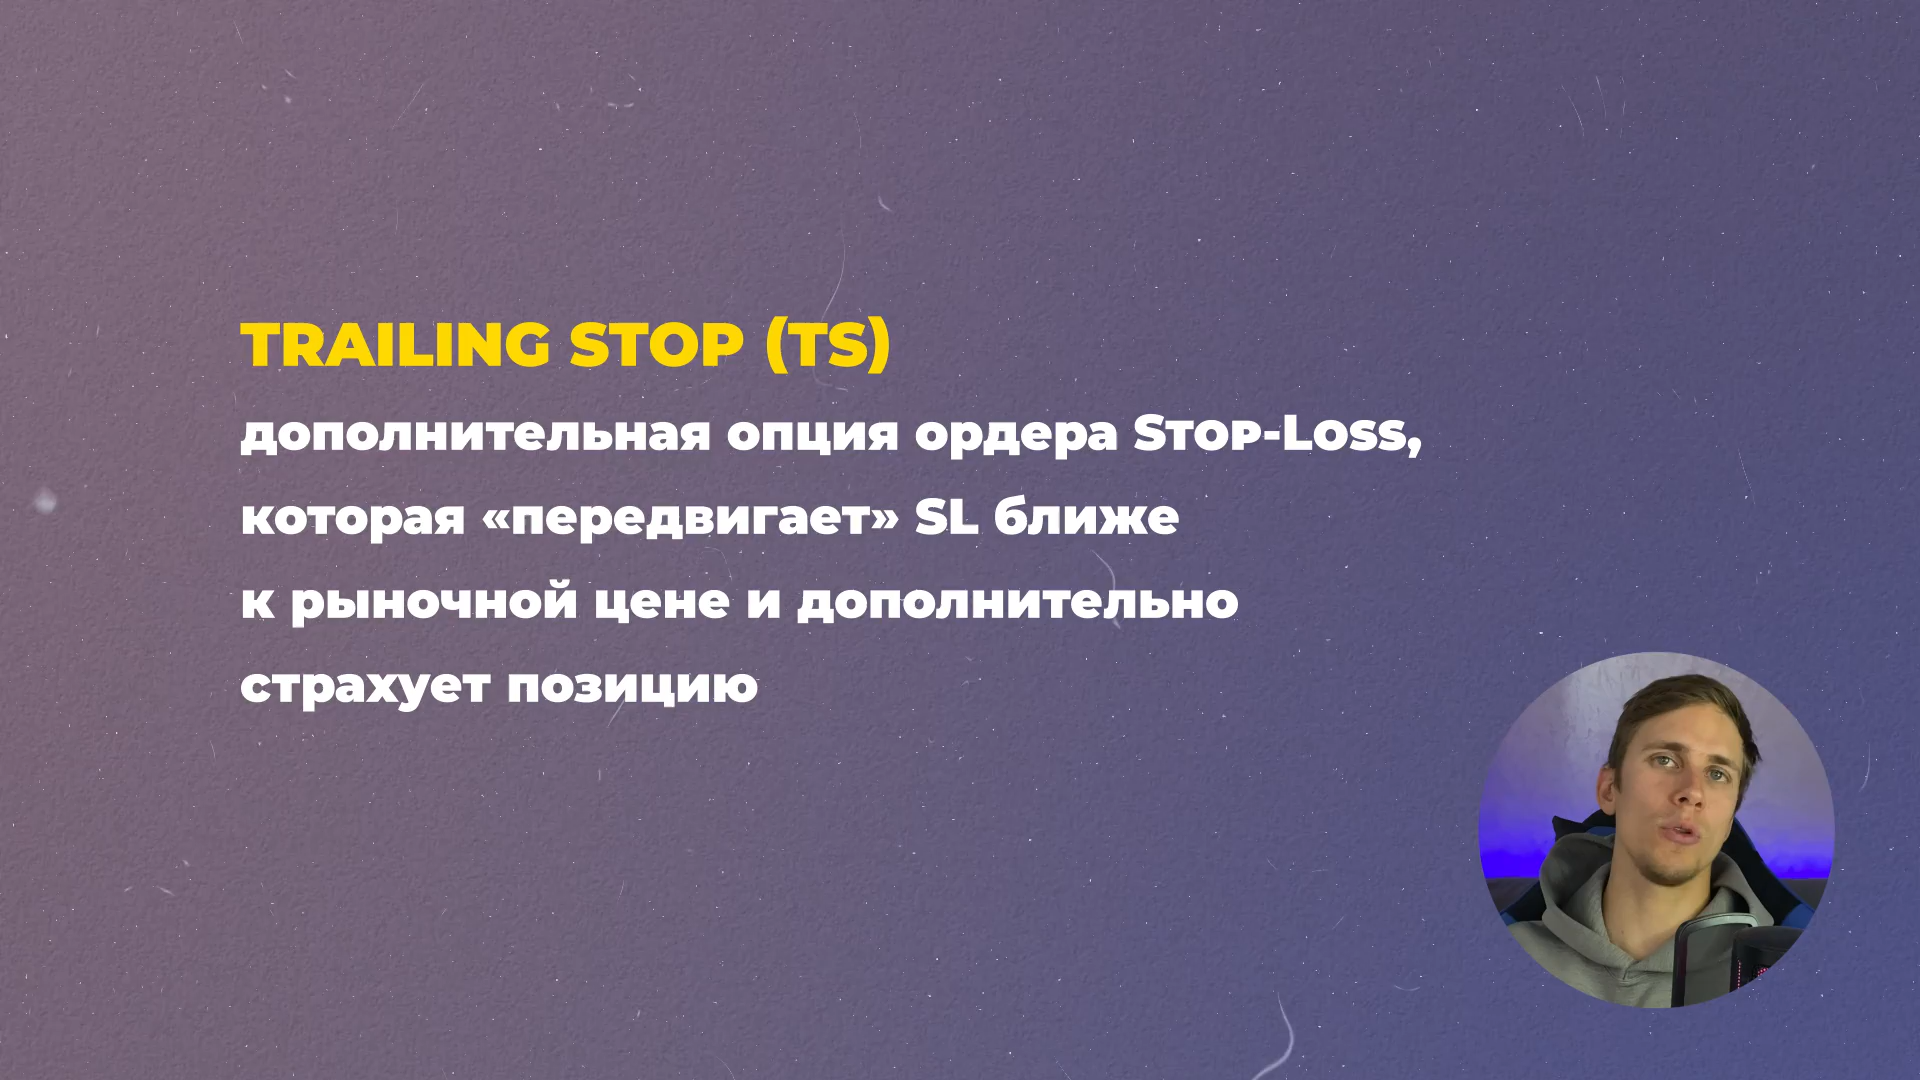 TRAILING STOP (TS)
дополнительная опция ордера Stop-Loss,
которая «передвигает» SL ближе
к рыночной цене и дополнительно
страхует позицию